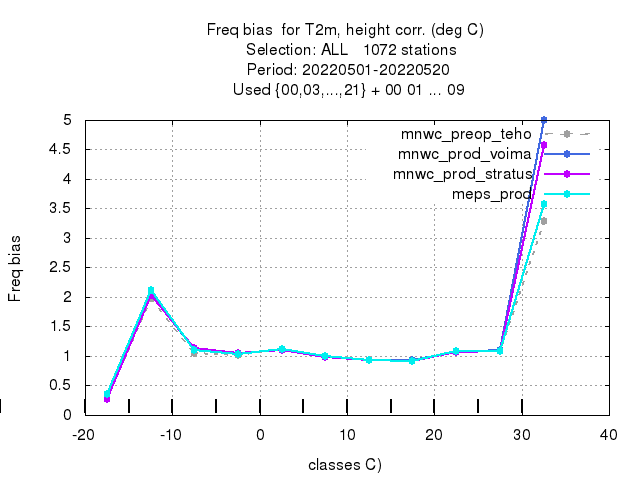 Freq bias  for T2m, height corr. (deg C)
Selection: ALL   1072 stations
Period: 20220501-20220520
Used {00,03,...,21} + 00 01 ... 09
mnwc_preop_teho
mnwc_prod_voima
mnwc_prod_stratus
meps_prod
5
4.5
4
3.5
3
2.5
2
1.5
1
0.5
0
Freq bias
-20 -10 0 10 20 30 40
classes C)